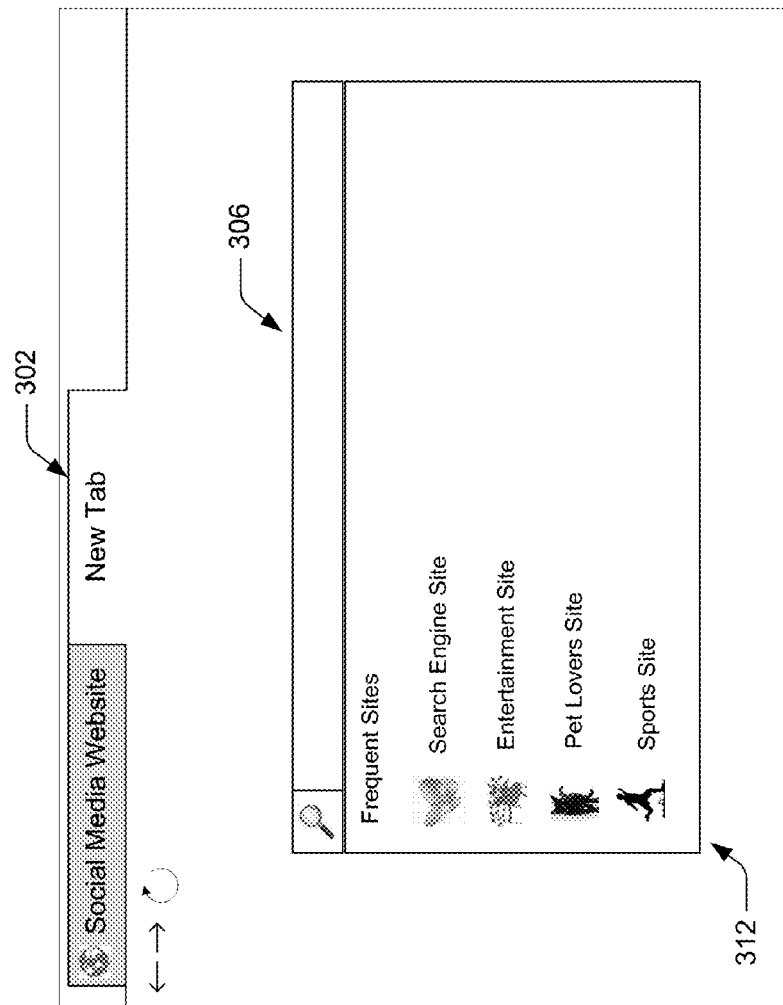 302
Social Media Website
New Tab
306
Frequent Sites
Search Engine Site
Entertainment Site
Pet Lovers Site
Sports Site
312